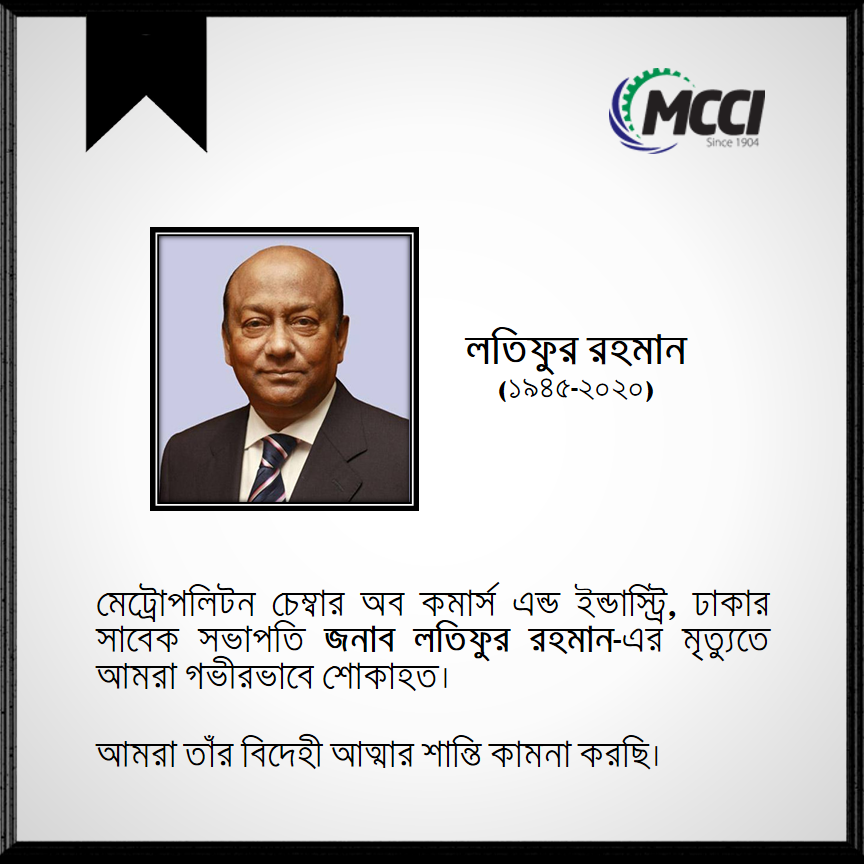 MCCI
Since 1904
লতিফুর রহমান
(১৯৪৫-২০২০)
মেট্রোপলিটন চেম্বার অব কমার্স এন্ড ইন্ডাস্ট্রি, ঢাকার
সাবেক সভাপতি জনাব লতিফুর রহমান-এর মৃত্যুতে
আমরা গভীরভাবে শোকাহত।
আমরা তাঁর বিদেহী আত্মার শান্তি কামনা করছি।